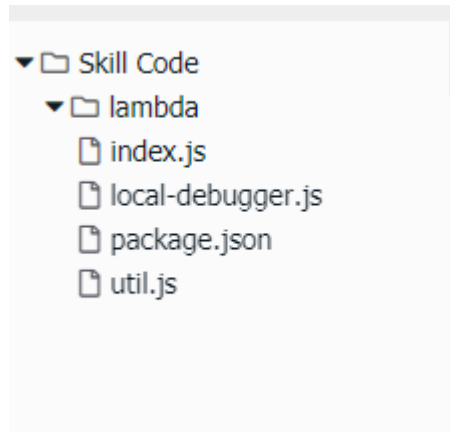 Skill Code
lambda
index.js
local-debugger.js
package.json
util.js